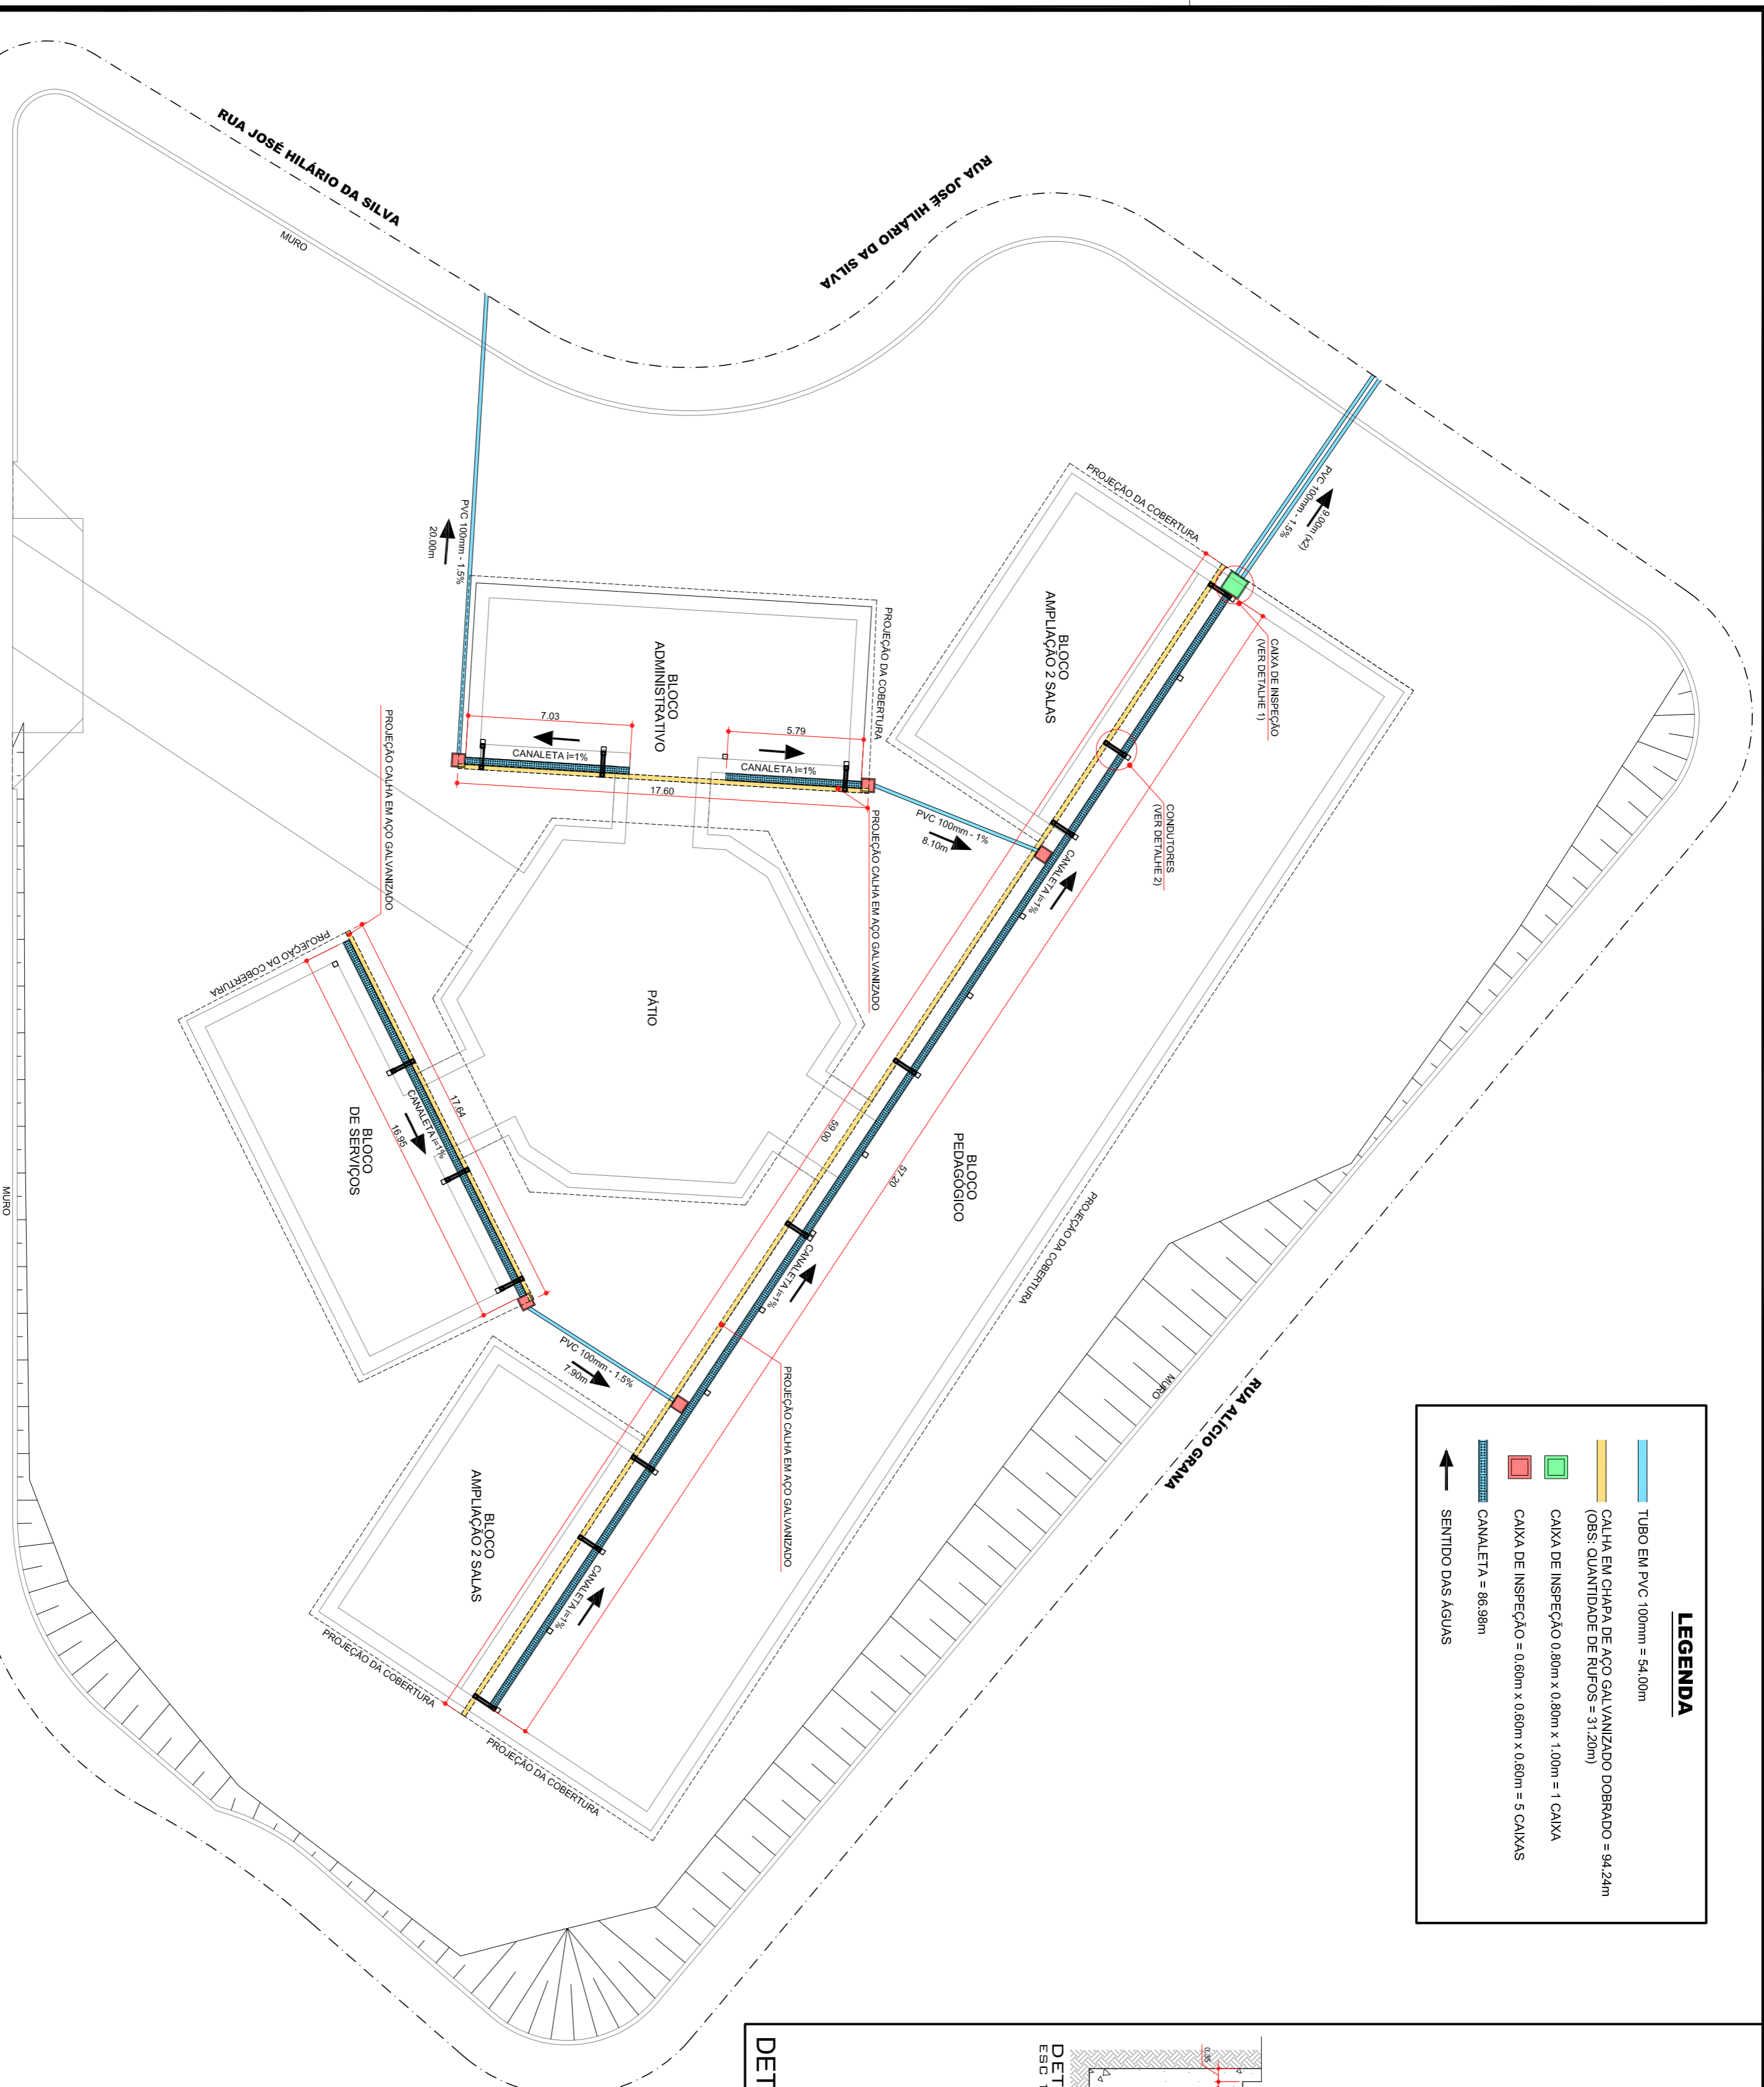 LEGENDA
TUBO EM PVC 100mm = 54.00m
CALHA EM CHAPA DE AÇO GALVANIZADO DOBRADO = 94.24m
(OBS: QUANTIDADE DE RUFOS = 31.20m)
CAIXA DE INSPEÇÃO 0.80m x 0.80m x 1.00m = 1 CAIXA
CAIXA DE INSPEÇÃO = 0.60m x 0.60m x 0.60m = 5 CAIXAS
CANALETA = 86.98m
SENTIDO DAS ÁGUAS
RUA JOSÉ HILÁRIO DA SILVA
MURO
RUA JOSÉ HILÁRIO DA SILVA
PVC 100mm - 1.5%
9.00m (x2)
PROJEÇÃO DA COBERTURA
BLOCO
AMPLIAÇÃO 2 SALAS
CAIXA DE INSPEÇÃO
(VER DETALHE 1)
CONDUTORES
(VER DETALHE 2)
PVC 100mm - 1.5%
20.00m
PROJEÇÃO DA COBERTURA
BLOCO
ADMINISTRATIVO
7.03
CANALETA i=1%
5.79
CANALETA i=1%
17.60
PROJEÇÃO CALHA EM AÇO GALVANIZADO
PROJEÇÃO CALHA EM AÇO GALVANIZADO
PVC 100mm - 1%
8.10m
CANALETA i=1%
PÁTIO
59.00
57.20
BLOCO
PEDAGÓGICO
PROJEÇÃO DA COBERTURA
PROJEÇÃO DA COBERTURA
17.64
CANALETA i=1%
16.95
BLOCO
DE SERVIÇOS
CANALETA i=1%
PVC 100mm - 1.5%
7.90m
PROJEÇÃO CALHA EM AÇO GALVANIZADO
MURO
RUA ALÍCIO GRANA
BLOCO
AMPLIAÇÃO 2 SALAS
CANALETA i=1%
PROJEÇÃO DA COBERTURA
PROJEÇÃO DA COBERTURA
MURO
0,35
DET
ESC 1
DET